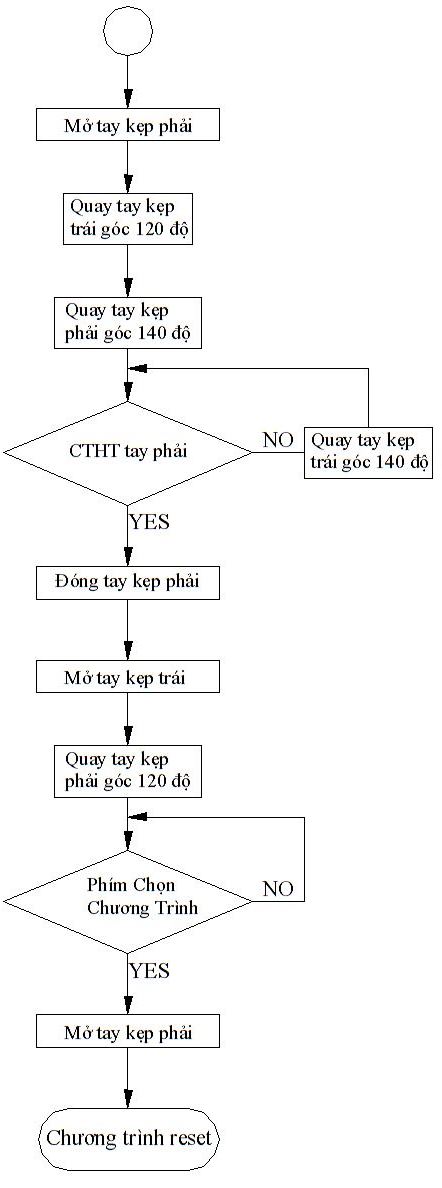 Mở tay kẹp phải
Quay tay kẹp
trái góc 120 độ
Quay tay kẹp
phải góc 140 độ
CTHT tay phải
NO
Quay tay kẹp
trái góc 140 độ
YES
Đóng tay kẹp phải
Mở tay kẹp trái
Quay tay kẹp
phải góc 120 độ
Phím Chọn
Chương Trình
NO
YES
Mở tay kẹp phải
Chương trình reset